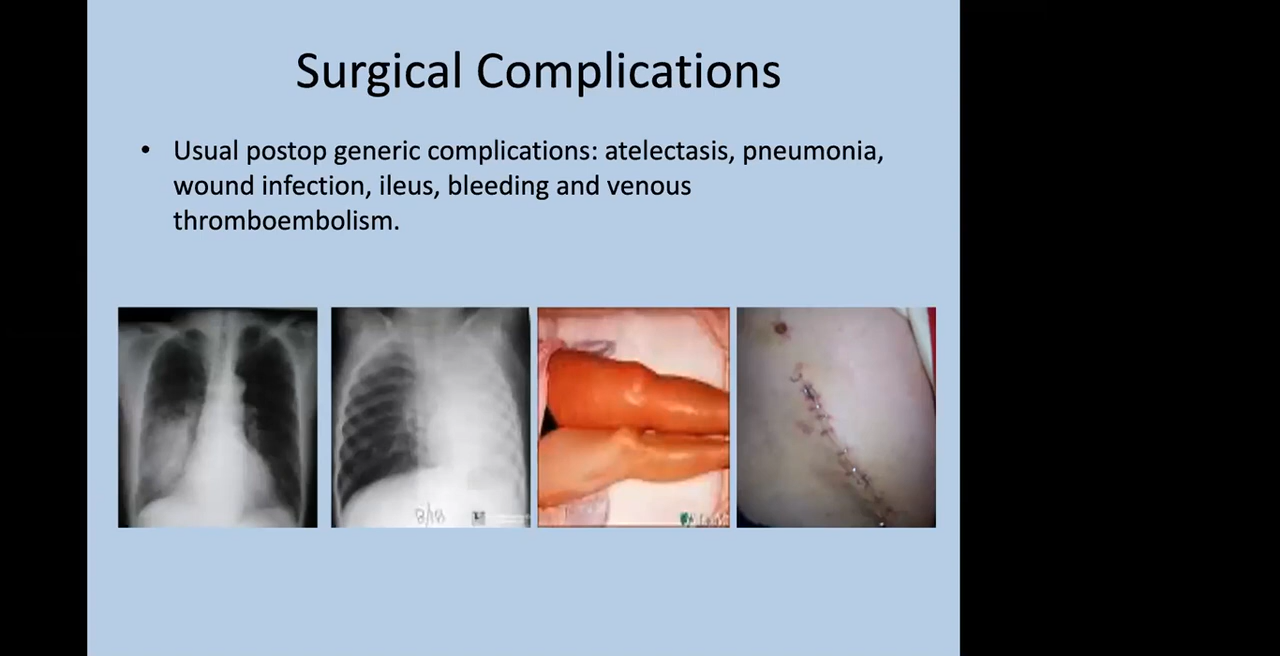 Surgical Complications
• Usual postop generic complications: atelectasis, pneumonia,
wound infection, ileus, bleeding and venous
thromboembolism.